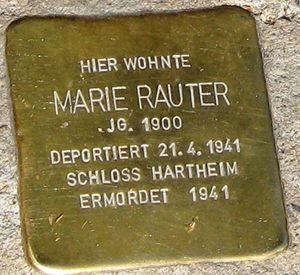 HIER WOHNTE
MARIE RAUTER
JG. 1900
DEPORTIERT 21.4.1941
SCHLOSS HARTHEIM
ERMORDET 1941